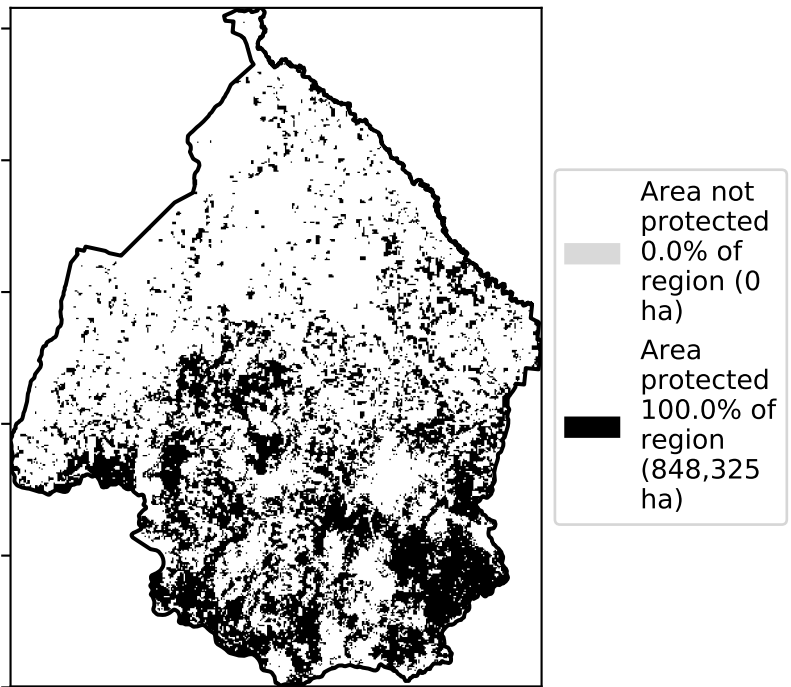 Area not
protected
0.0% of
region (0
ha)
Area
protected
100.0% of
region
(848,325
ha)